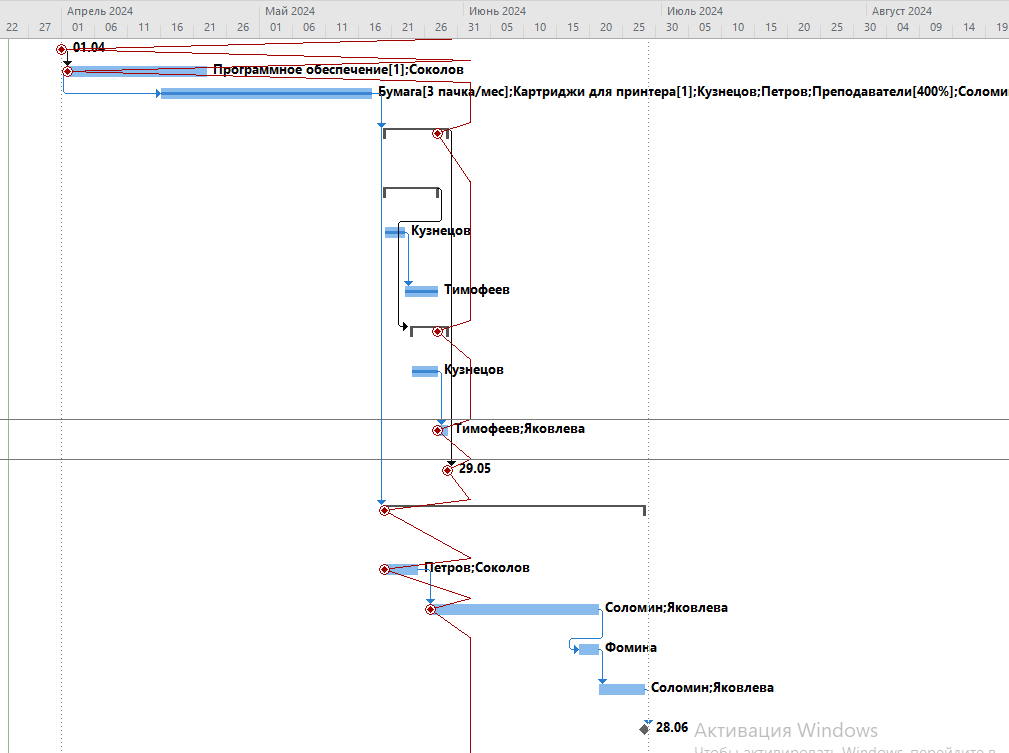 Апрель 2024 Май 2024 Июнь 2024 Июль 2024 Август 2024
22 27 01 06 11 16 21 26 01 06 11 16 21 26 31 05 10 15 20 25 30 05 10 15 20 25 30 04 09 14 19
01.04
Программное обеспечение[1];Соколов
Бумага[3 пачка/мес];Картриджи для принтера[1];Кузнецов;Петров;Преподаватели[400%];Соломи
Кузнецов
Тимофеев
Кузнецов
Тимофеев;Яковлева
29.05
Петров;Соколов
Соломин;Яковлева
Фомина
Соломин;Яковлева
28.06
Активация Windows
Чтобы активировать Windows, перейдите в